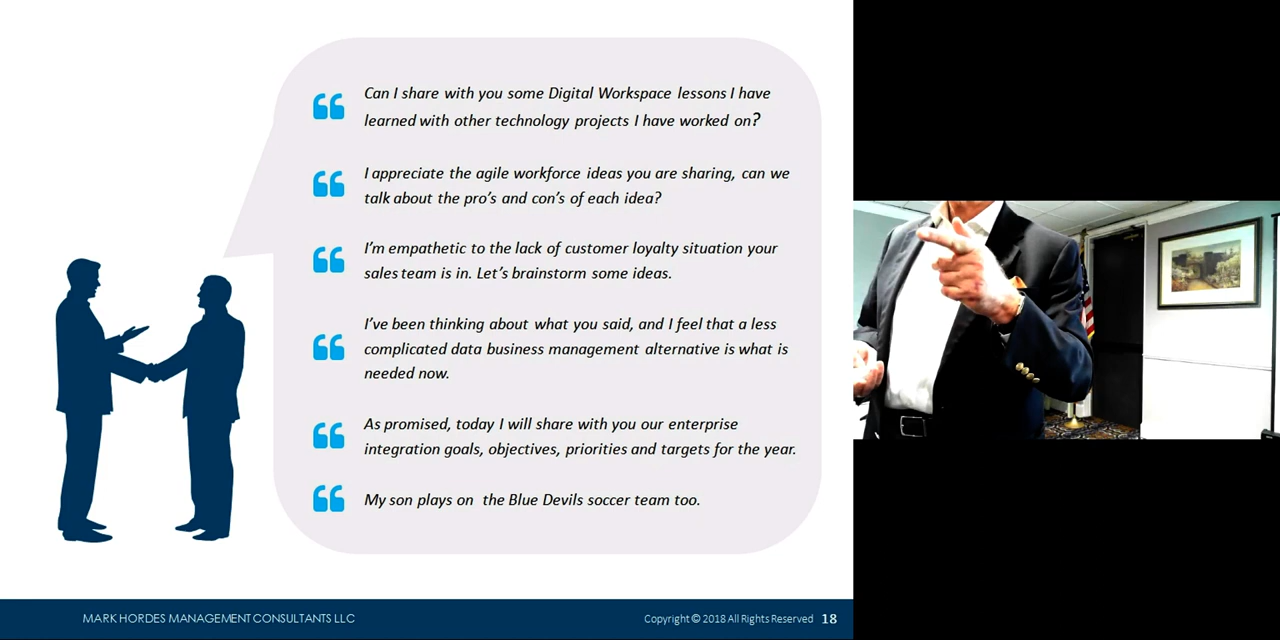 Can I share with you some Digital Workspace lessons I have
learned with other technology projects I have worked on?
I appreciate the agile workforce ideas you are sharing, can we
talk about the pro’s and con’s of each idea?
I’m empathetic to the lack of customer loyalty situation your
sales team is in. Let’s brainstorm some ideas.
I’ve been thinking about what you said, and I feel that a less
complicated data business management alternative is what is
needed now.
As promised, today I will share with you our enterprise
integration goals, objectives, priorities and targets for the year.
My son plays on the Blue Devils soccer team too.
MARK HORDES MANAGEMENT CONSULTANTS LLC
Copyright © 2018 All Rights Reserved 18